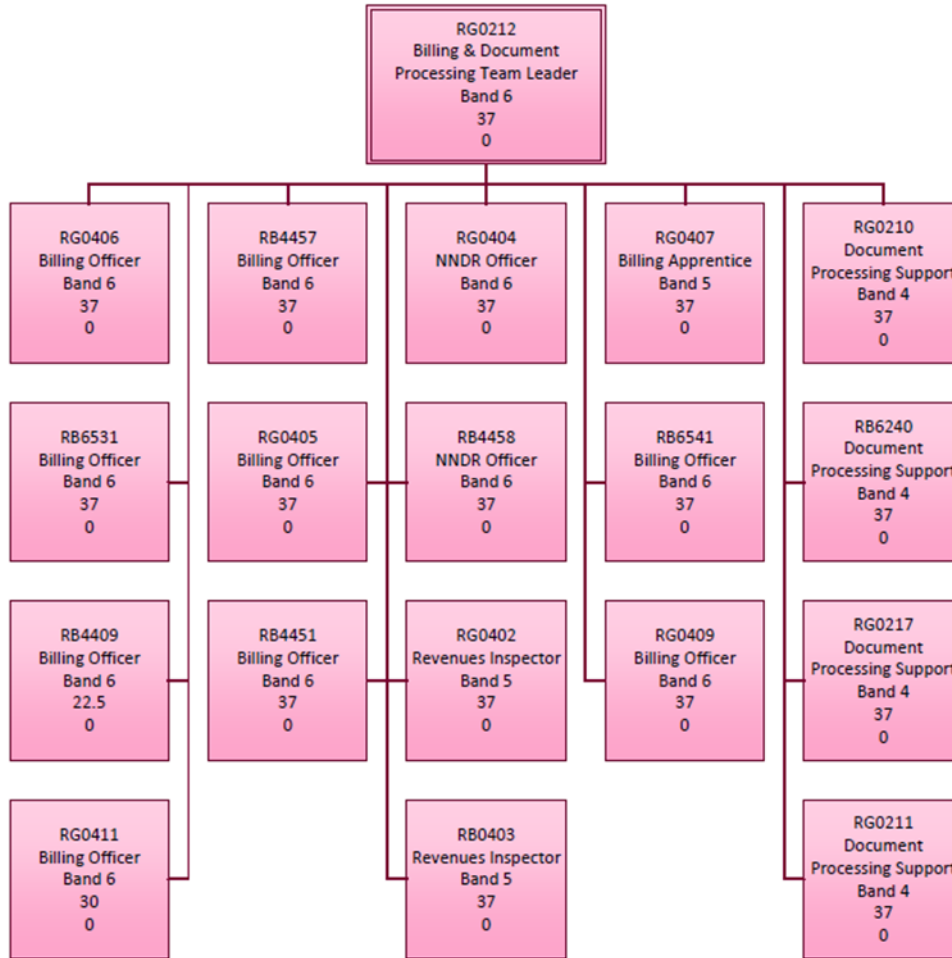 RG0212
Billing & Document
Processing Team Leader
Band 6
37
0
RG0406
Billing Officer
Band 6
37
0
RB4457
Billing Officer
Band 6
37
0
RG0404
NNDR Officer
Band 6
37
0
RG0407
Billing Apprentice
Band 5
37
0
RG0210
Document
Processing Support
Band 4
37
0
RB6531
Billing Officer
Band 6
37
0
RG0405
Billing Officer
Band 6
37
0
RB4458
NNDR Officer
Band 6
37
0
RB6541
Billing Officer
Band 6
37
0
RB6240
Document
Processing Support
Band 4
37
0
RB4409
Billing Officer
Band 6
22.5
0
RB4451
Billing Officer
Band 6
37
0
RG0402
Revenues Inspector
Band 5
37
0
RG0409
Billing Officer
Band 6
37
0
RG0217
Document
Processing Support
Band 4
37
0
RG0411
Billing Officer
Band 6
30
0
RB0403
Revenues Inspector
Band 5
37
0
RG0211
Document
Processing Support
Band 4
37
0